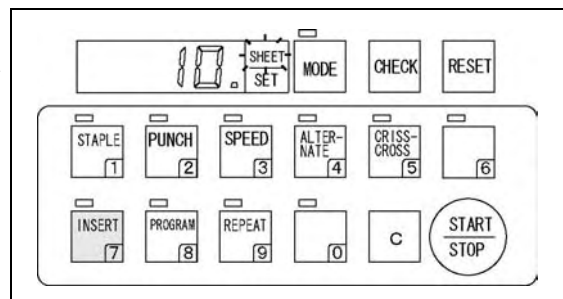 10. SHEET
SET
MODE
CHECK
RESET
STAPLE
1
PUNCH
2
SPEED
3
ALTER-
NATE
4
CRISS-
CROSS
5
6
INSERT
7
PROGRAM
8
REPEAT
9
0
C
START
STOP